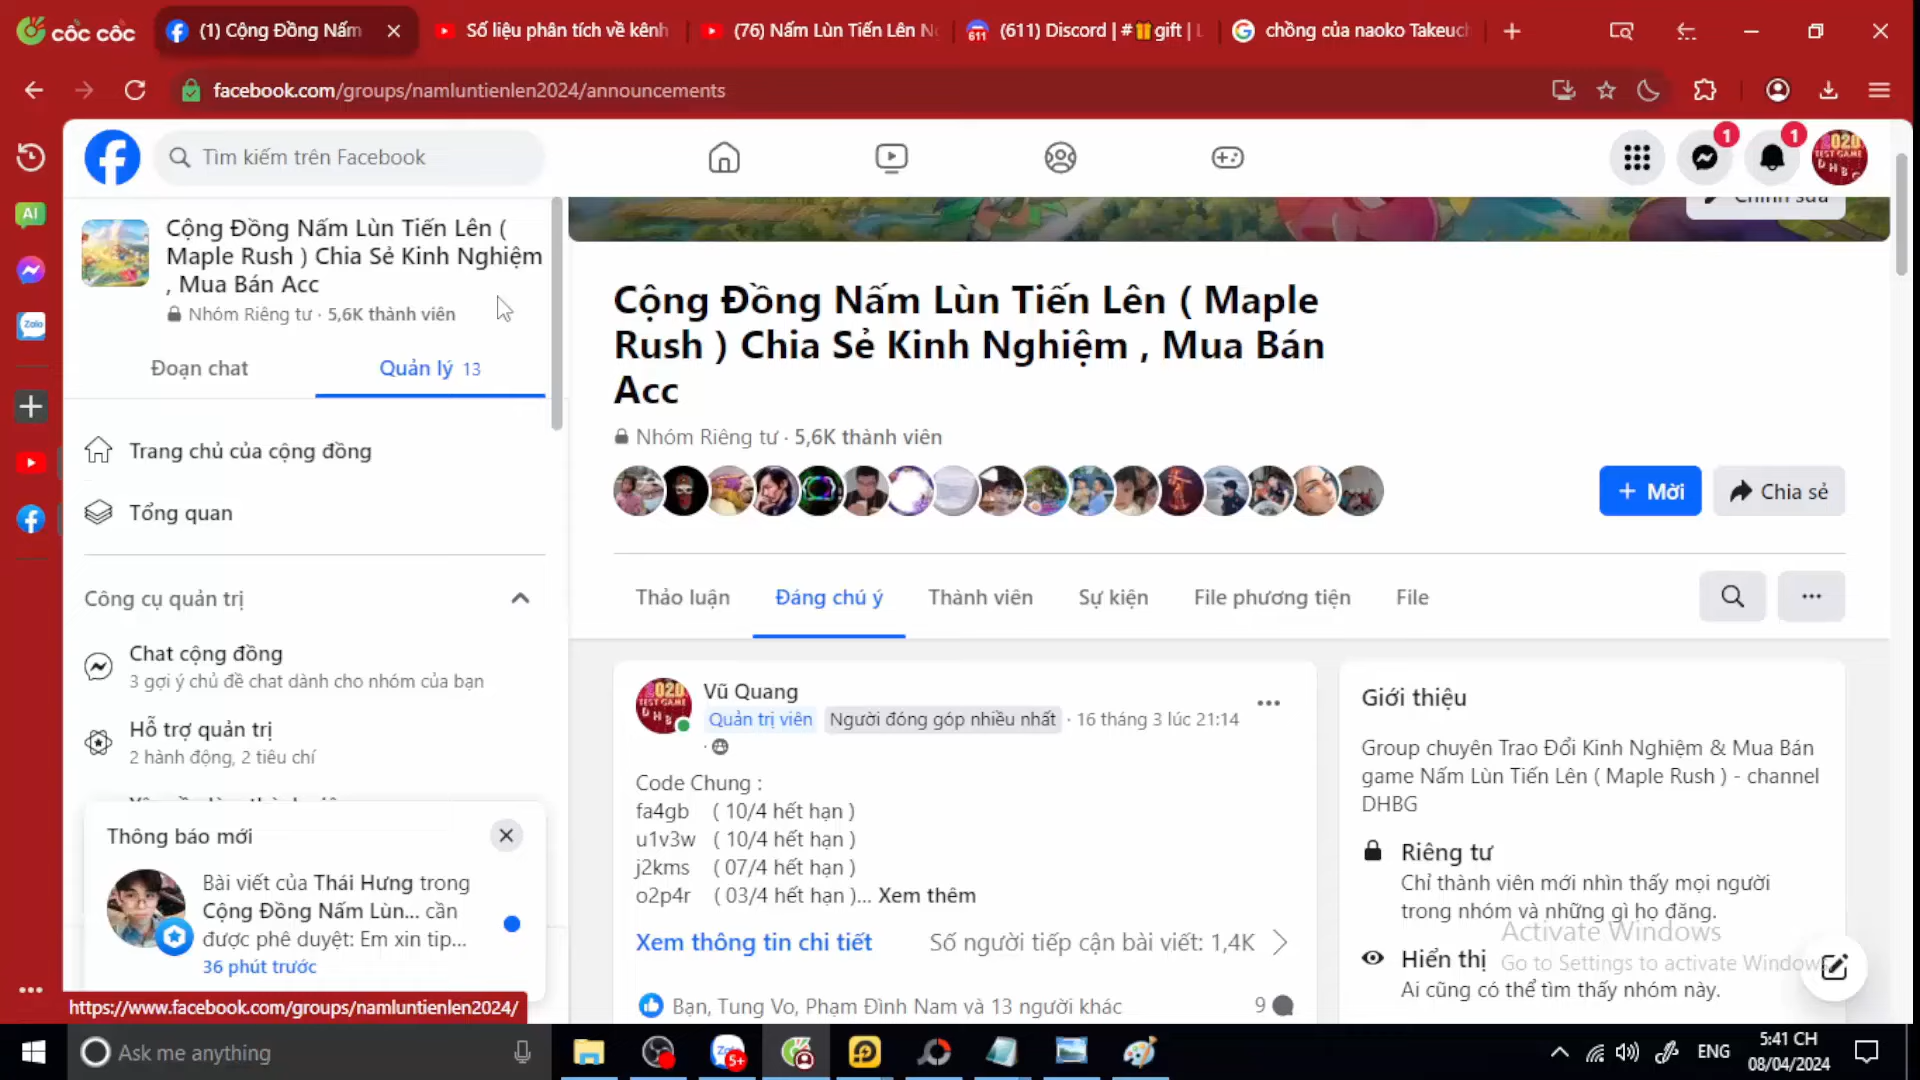 CỐC CỐC
(1) Cộng Đồng Nấm
Số liệu phân tích về kênh
(76) Nấm Lùn Tiến Lên N
(611) Discord | #🎁gift | L
chồng của naoko Takeuch
facebook.com/groups/namluntienlen2024/announcements
Tìm kiếm trên Facebook
1
1
Cộng Đồng Nấm Lùn Tiến Lên (
Maple Rush ) Chia Sẻ Kinh Nghiệm
, Mua Bán Acc
Nhóm Riêng tư · 5,6K thành viên
Đoạn chat
Quản lý 13
Trang chủ của cộng đồng
Tổng quan
Công cụ quản trị
Chat cộng đồng
3 gợi ý chủ đề chat dành cho nhóm của bạn
Hỗ trợ quản trị
2 hành động, 2 tiêu chí
Thông báo mới
Bài viết của Thái Hưng trong
Cộng Đồng Nấm Lùn... cần
được phê duyệt: Em xin tip...
36 phút trước
https://www.facebook.com/groups/namluntienlen2024/
Chỉnh sửa
Cộng Đồng Nấm Lùn Tiến Lên ( Maple
Rush ) Chia Sẻ Kinh Nghiệm , Mua Bán
Acc
Nhóm Riêng tư · 5,6K thành viên
+ Mời
Chia sẻ
Thảo luận
Đáng chú ý
Thành viên
Sự kiện
File phương tiện
File
Vũ Quang
Quản trị viên
Người đóng góp nhiều nhất · 16 tháng 3 lúc 21:14
Code Chung :
fa4gb ( 10/4 hết hạn )
u1v3w ( 10/4 hết hạn )
j2kms ( 07/4 hết hạn )
o2p4r ( 03/4 hết hạn )... Xem thêm
Xem thông tin chi tiết
Số người tiếp cận bài viết: 1,4K
Bạn, Tung Vo, Phạm Đình Nam và 13 người khác
9
Giới thiệu
Group chuyên Trao Đổi Kinh Nghiệm & Mua Bán
game Nấm Lùn Tiến Lên ( Maple Rush ) - channel
DHBG
Riêng tư
Chỉ thành viên mới nhìn thấy mọi người
trong nhóm và những gì họ đăng.
Hiển thị
Ai cũng có thể tìm thấy nhóm này.
Activate Windows
Go to Settings to activate Windows
Ask me anything
ENG
5:41 CH
08/04/2024